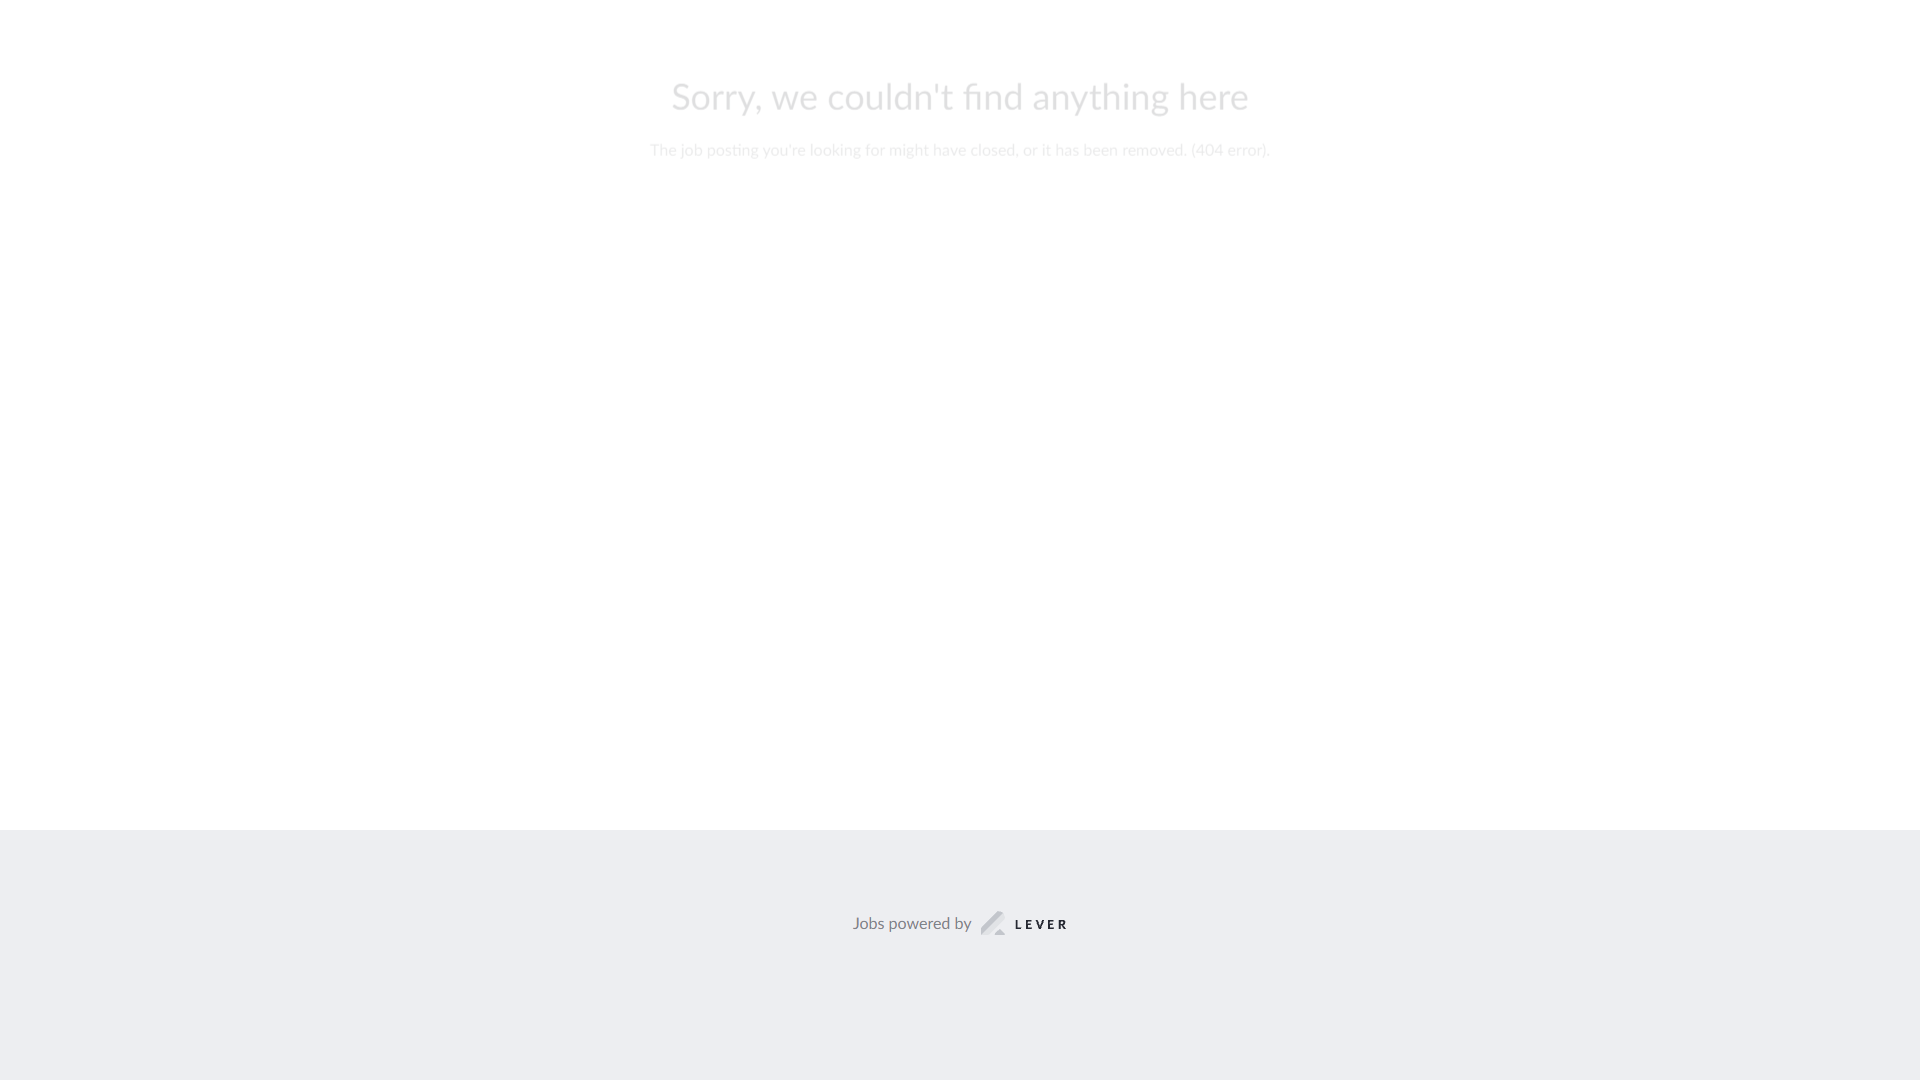 Sorry, we couldn't find anything here
The job posting you're looking for might have closed, or it has been removed. (404 error).
Jobs powered by LEVER